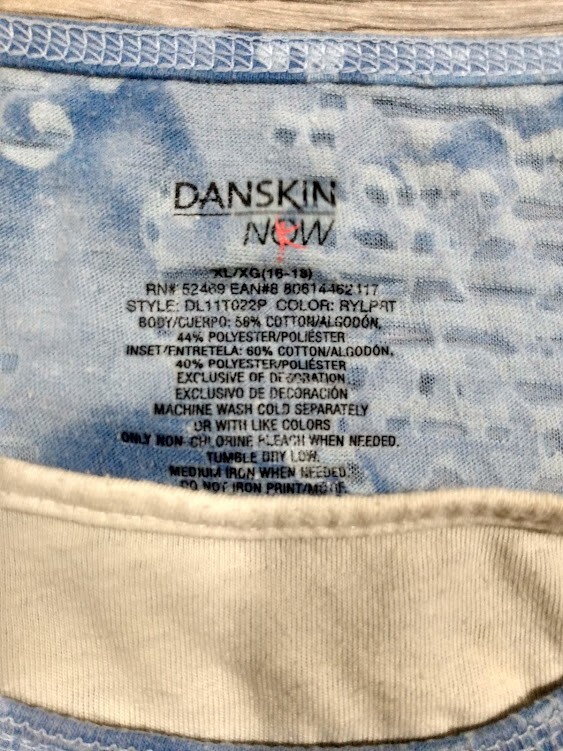 DANSKIN
NOW
XL/XG(16-18)
RN# 52469 EAN#8 80614462117
STYLE: DL11T022P COLOR: RYLPRT
BODY/CUERPO: 56% COTTON/ALGODÓN,
44% POLYESTER/POLIÉSTER
INSET/ENTRETELA: 60% COTTON/ALGODÓN,
40% POLYESTER/POLIÉSTER
EXCLUSIVE OF DECORATION
EXCLUSIVO DE DECORACIÓN
MACHINE WASH COLD SEPARATELY
OR WITH LIKE COLORS
ONLY NON-CHLORINE BLEACH WHEN NEEDED.
TUMBLE DRY LOW.
MEDIUM IRON WHEN NEEDED.
DO NOT IRON PRINT/MOTIF.